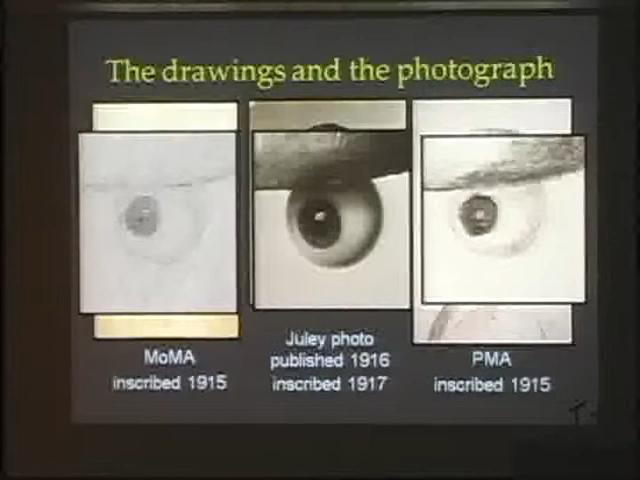 The drawings and the photograph
MoMA
inscribed 1915
Juley photo
published 1916
inscribed 1917
PMA
inscribed 1915